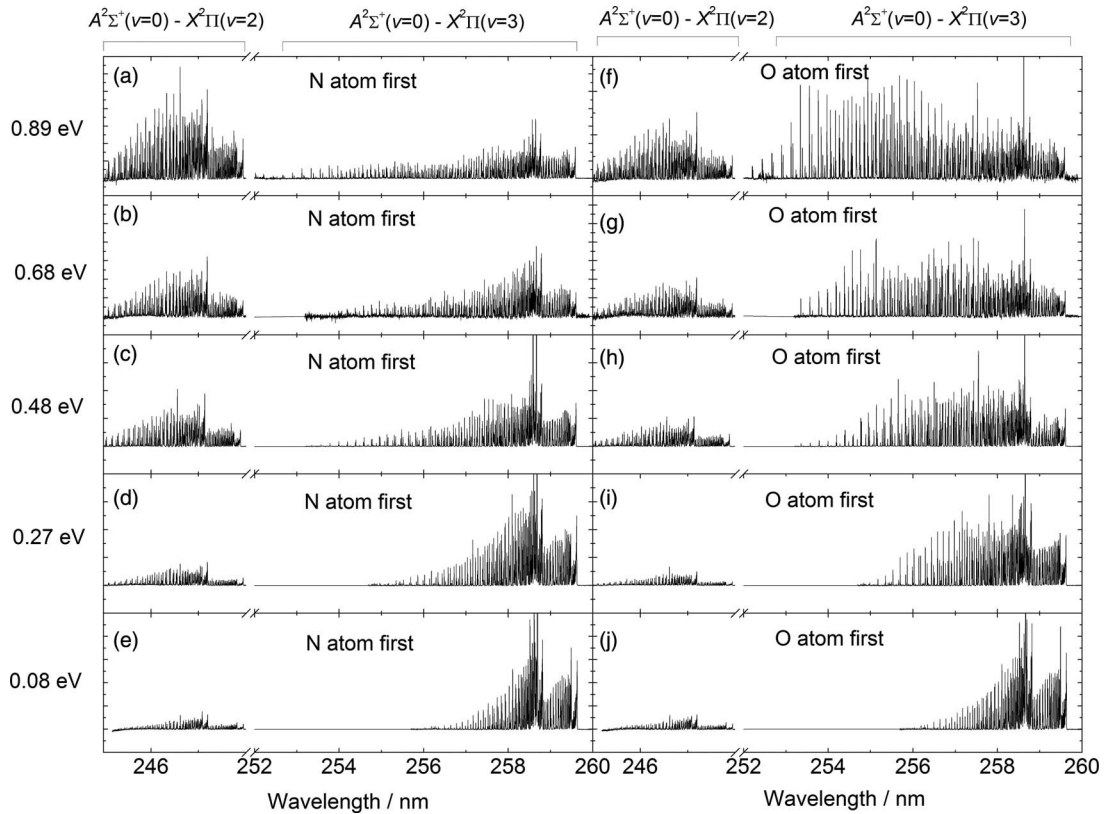 A²Σ⁺(v=0) - X²Π(v=2) A²Σ⁺(v=0) - X²Π(v=3) A²Σ⁺(v=0) - X²Π(v=2) A²Σ⁺(v=0) - X²Π(v=3)
0.89 eV (a) N atom first (f) O atom first
0.68 eV (b) N atom first (g) O atom first
0.48 eV (c) N atom first (h) O atom first
0.27 eV (d) N atom first (i) O atom first
0.08 eV (e) N atom first (j) O atom first
246 252 254 256 258 260 246 252 254 256 258 260
Wavelength / nm Wavelength / nm